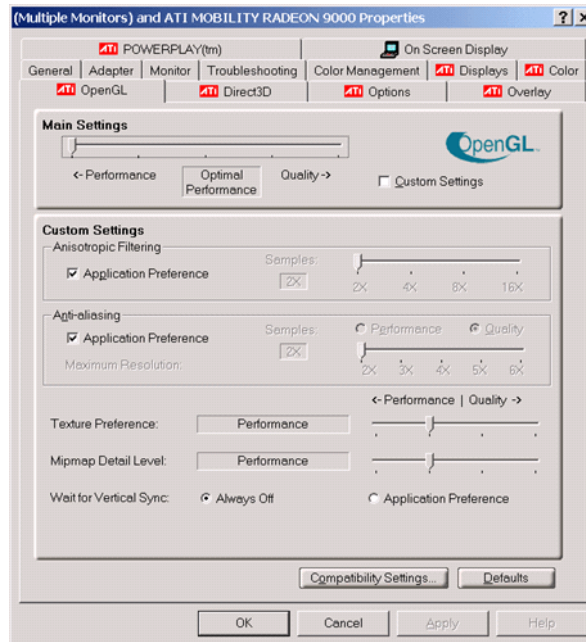 (Multiple Monitors) and ATI MOBILITY RADEON 9000 Properties
ATI POWERPLAY(tm) On Screen Display
General Adapter Monitor Troubleshooting Color Management ATI Displays ATI Color
ATI OpenGL ATI Direct3D ATI Options ATI Overlay
Main Settings
OpenGL
<- Performance Optimal Performance Quality -> Custom Settings
Custom Settings
Anisotropic Filtering
Application Preference Samples: 2X 2X 4X 8X 16X
Anti-aliasing
Application Preference Samples: 2X Performance Quality
Maximum Resolution: 2X 3X 4X 5X 6X
<- Performance | Quality ->
Texture Preference: Performance
Mipmap Detail Level: Performance
Wait for Vertical Sync: Always Off Application Preference
Compatibility Settings... Defaults
OK Cancel Apply Help